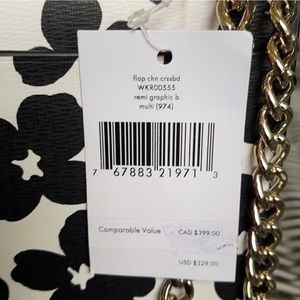 flap chn crssbd
WKR00555
remi graphic b
multi (974)
7 67883 21971 3
Comparable Value CAD $399.00
USD $329.00